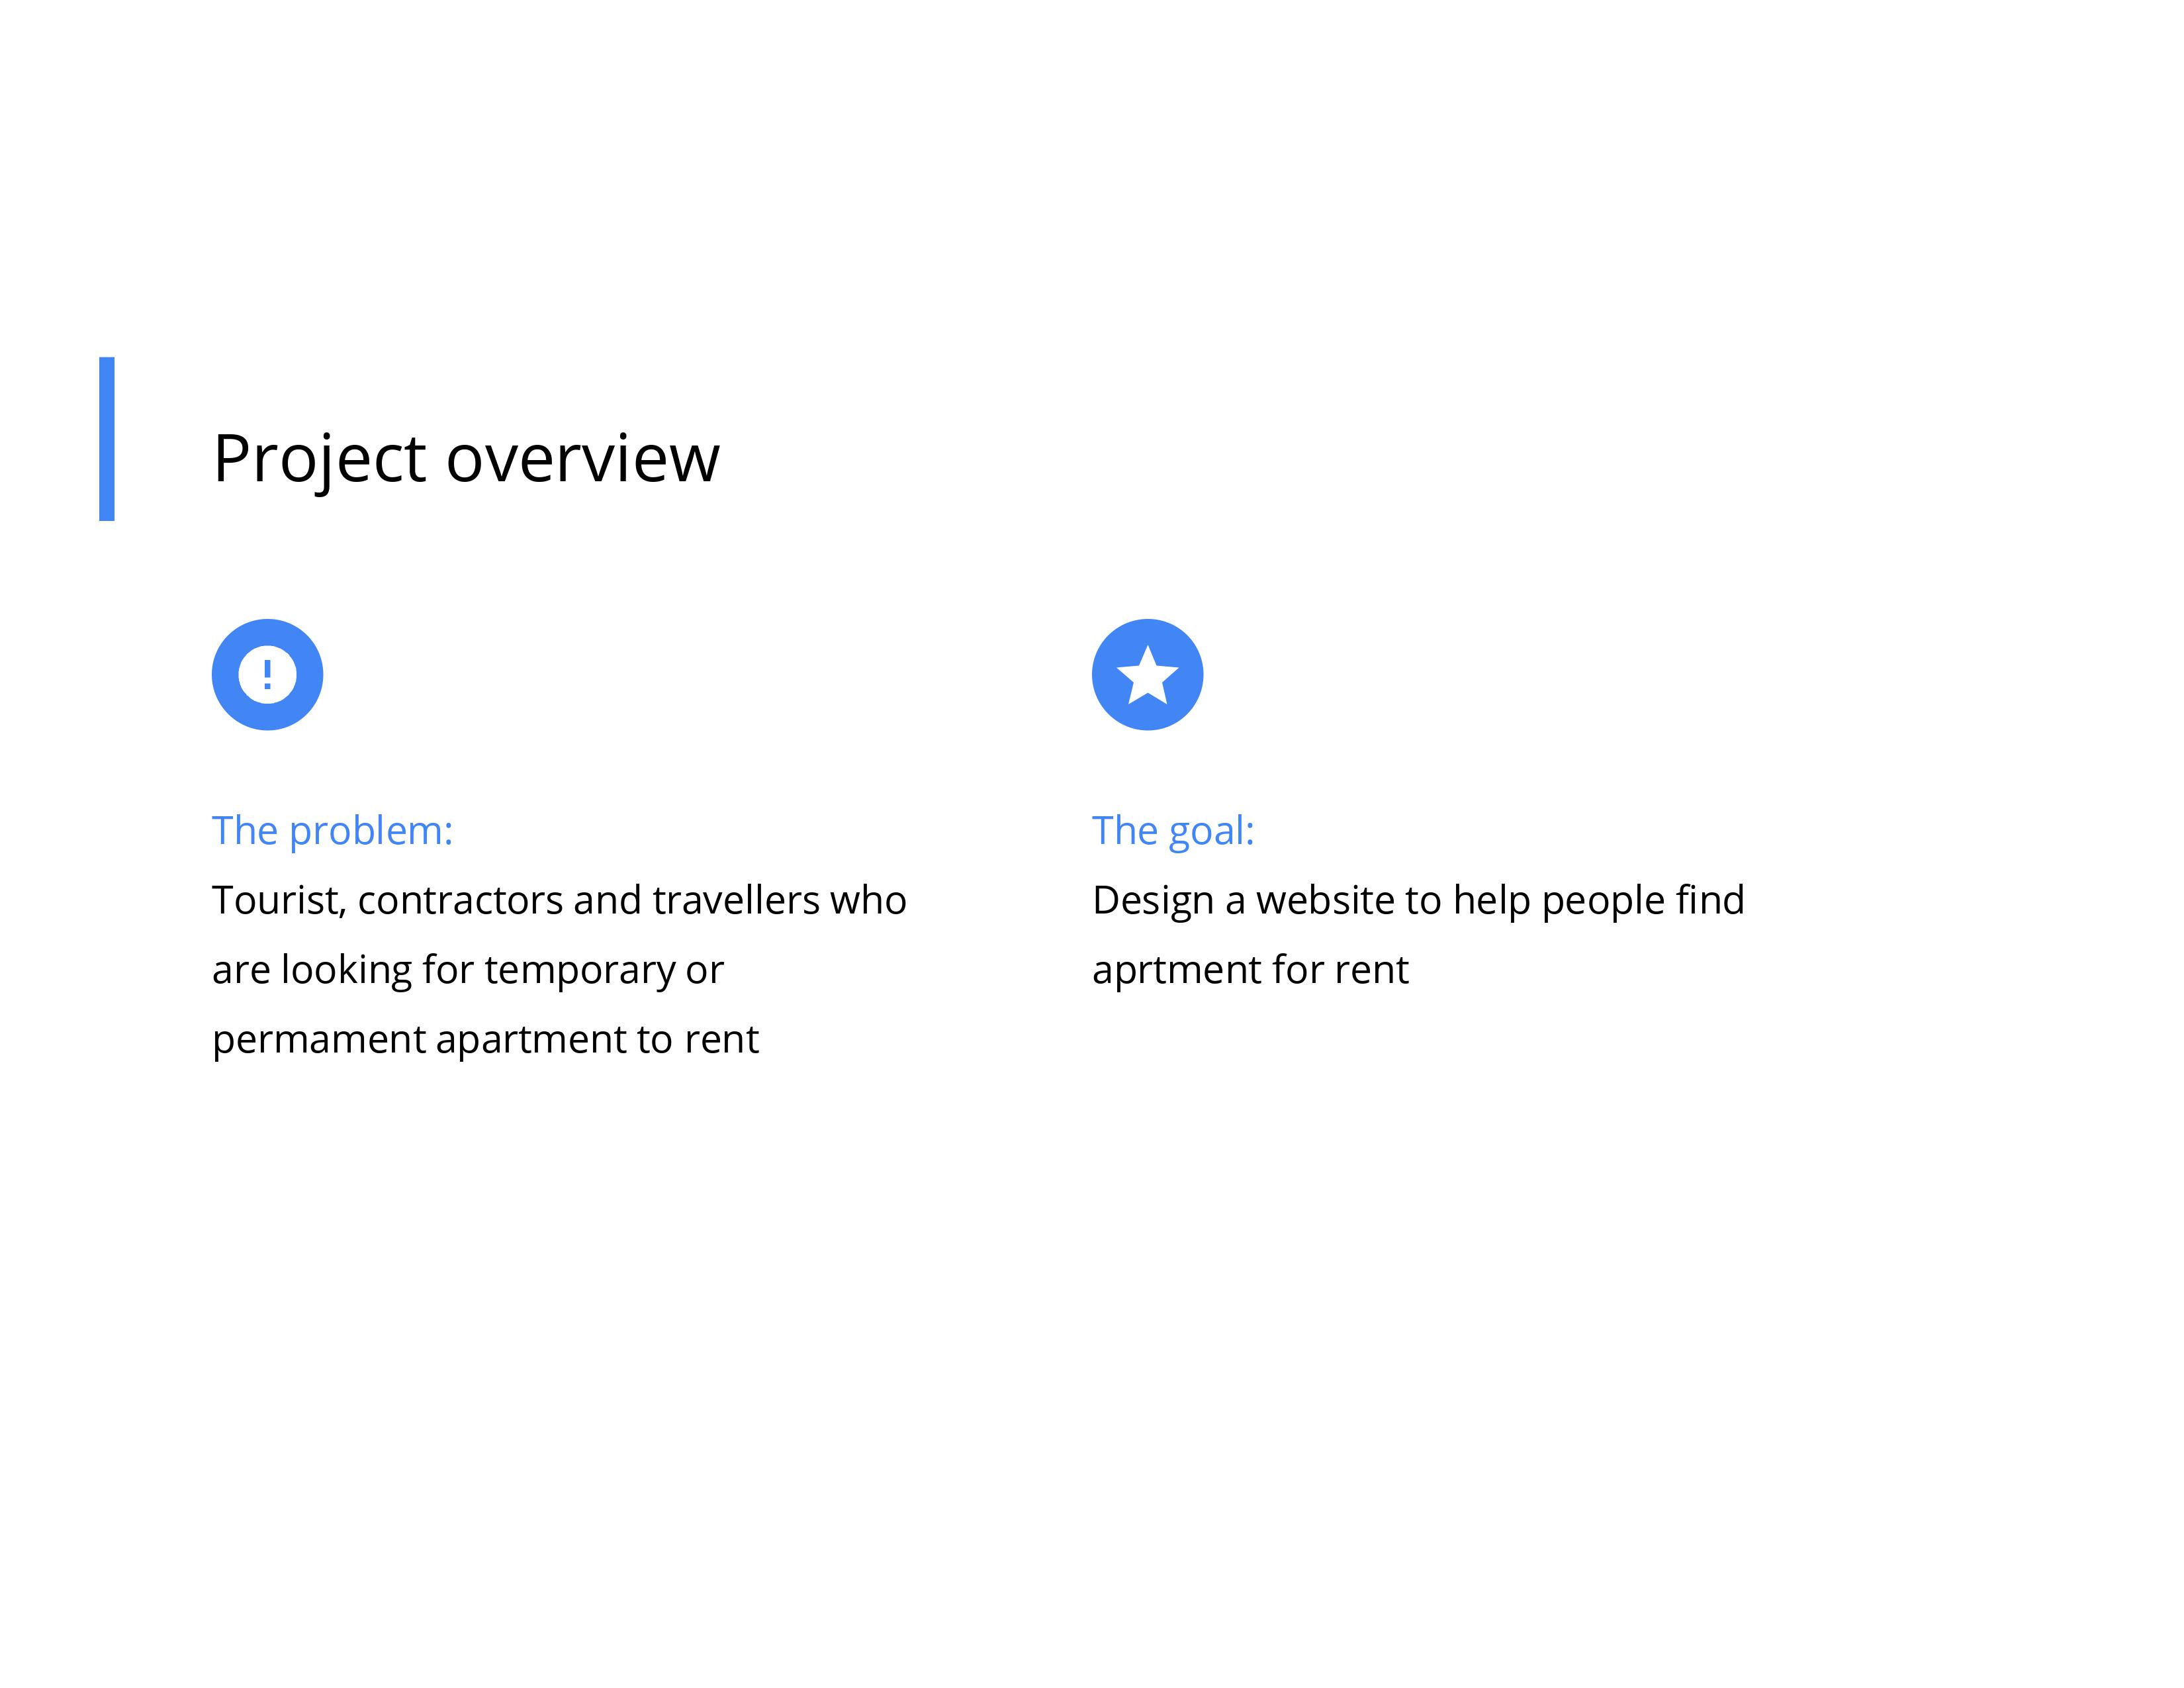 Project overview
The problem:
Tourist, contractors and travellers who
are looking for temporary or
permament apartment to rent
The goal:
Design a website to help people find
aprtment for rent